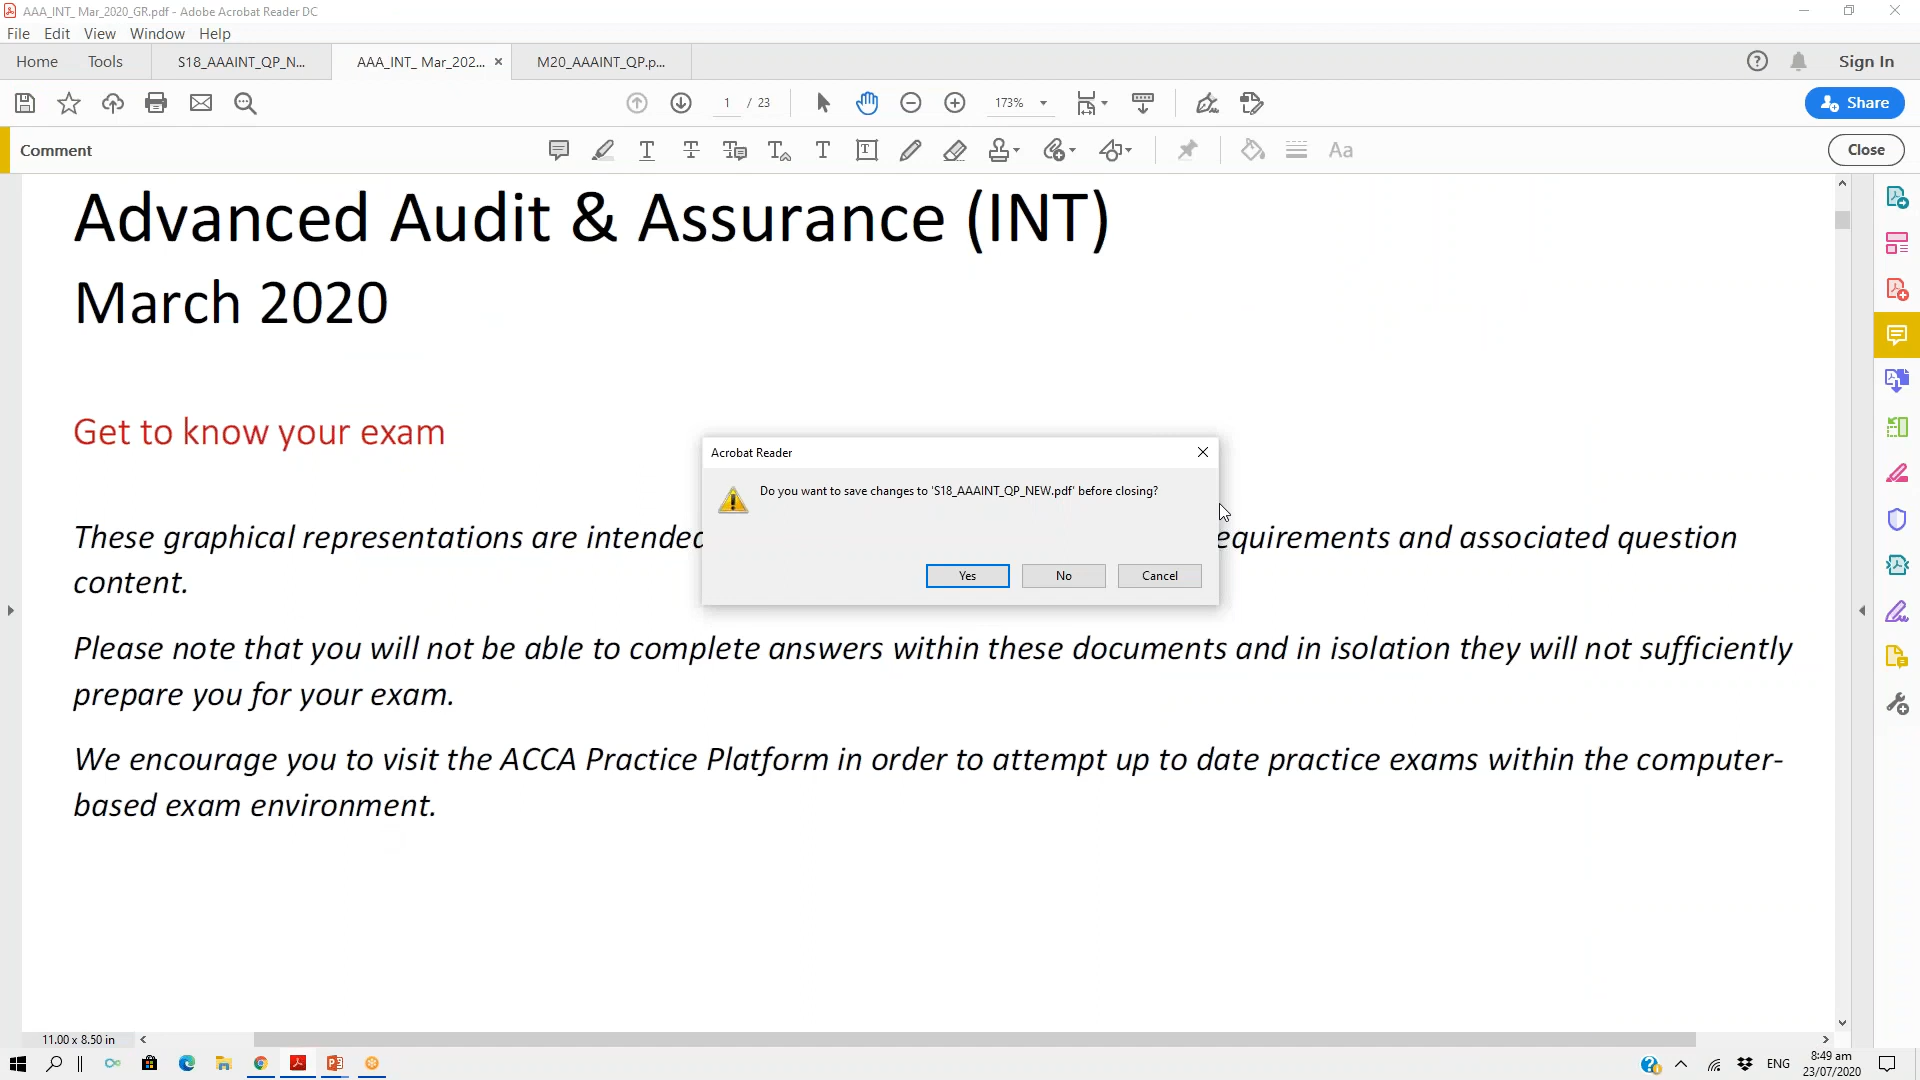 AAA_INT_ Mar_2020_GR.pdf - Adobe Acrobat Reader DC
File Edit View Window Help
Home Tools S18_AAAINT_QP_N... AAA_INT_ Mar_202... × M20_AAAINT_QP.p... Sign In
1 / 23 173% Share
Comment Aa Close
Advanced Audit & Assurance (INT)
March 2020
Get to know your exam
Acrobat Reader
Do you want to save changes to 'S18_AAAINT_QP_NEW.pdf' before closing?
Yes No Cancel
These graphical representations are intended equirements and associated question
content.
Please note that you will not be able to complete answers within these documents and in isolation they will not sufficiently
prepare you for your exam.
We encourage you to visit the ACCA Practice Platform in order to attempt up to date practice exams within the computer-
based exam environment.
11.00 x 8.50 in
ENG 8:49 am
23/07/2020